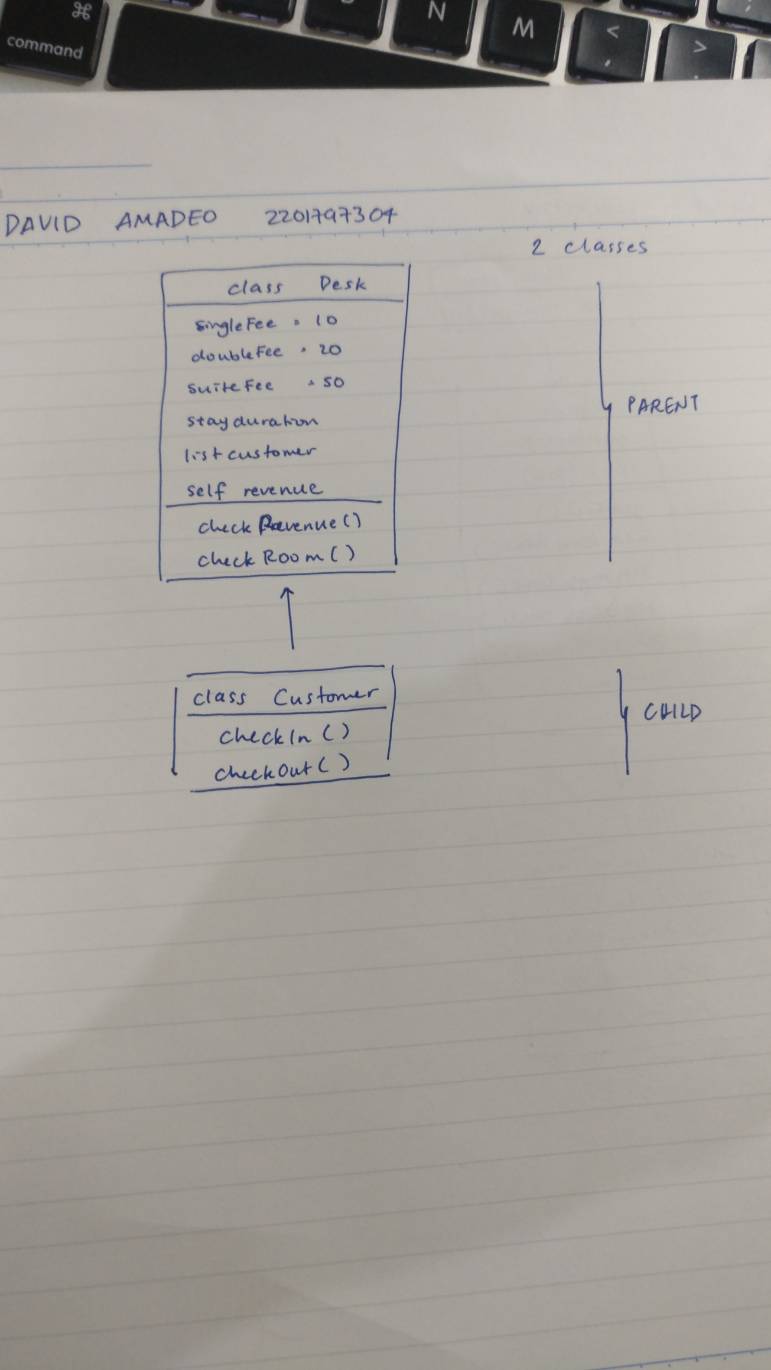 ⌘
command
N
M
<
,
>
.
DAVID AMADEO 2201797304
2 classes
class Desk
singleFee = 10
doubleFee = 20
suiteFee = 50
stayduration
listcustomer
self revenue
checkRevenue()
checkRoom()
PARENT
class Customer
checkIn()
checkOut()
CHILD